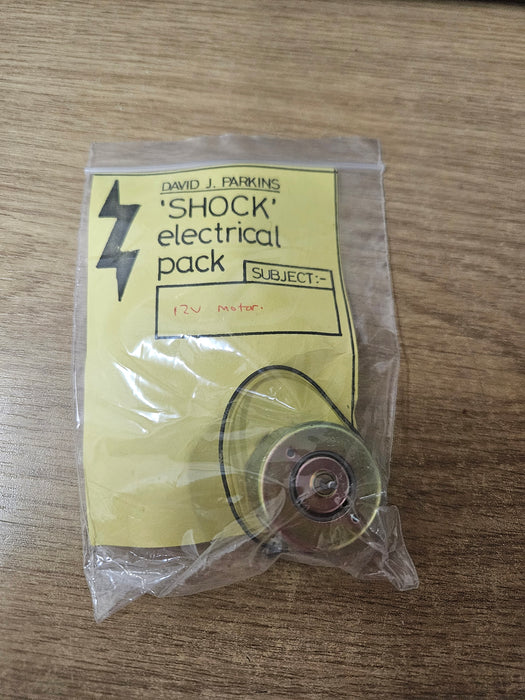 DAVID J. PARKINS
'SHOCK'
electrical
pack
SUBJECT:-
12V Motor.